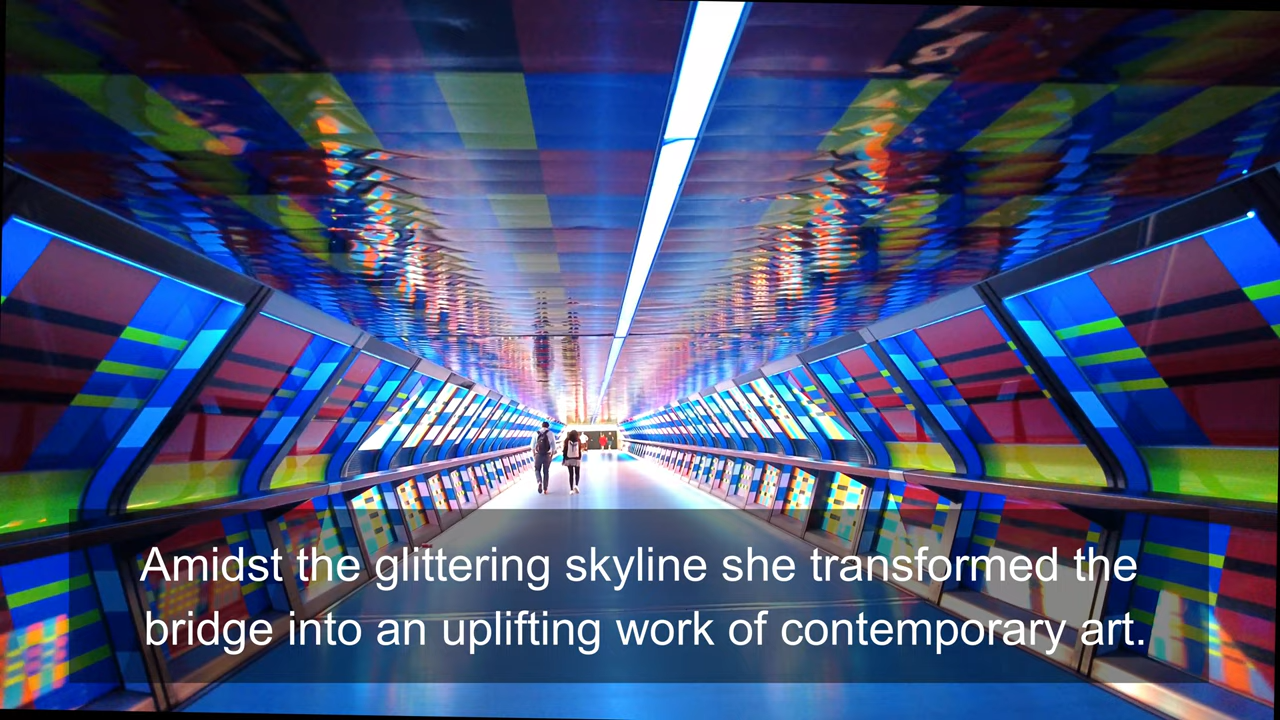 Amidst the glittering skyline she transformed the
bridge into an uplifting work of contemporary art.